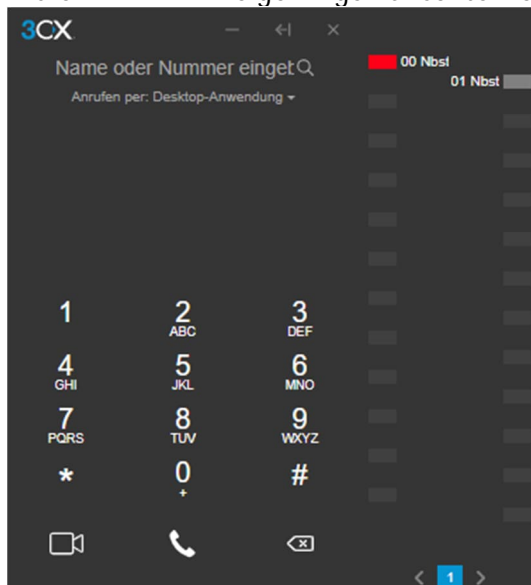 3CX
Name oder Nummer einget
Anrufen per: Desktop-Anwendung
00 Nbsl
01 Nbst
1 2 3
ABC DEF
4 5 6
GHI JKL MNO
7 8 9
PQRS TUV WXYZ
* 0 #
+
1